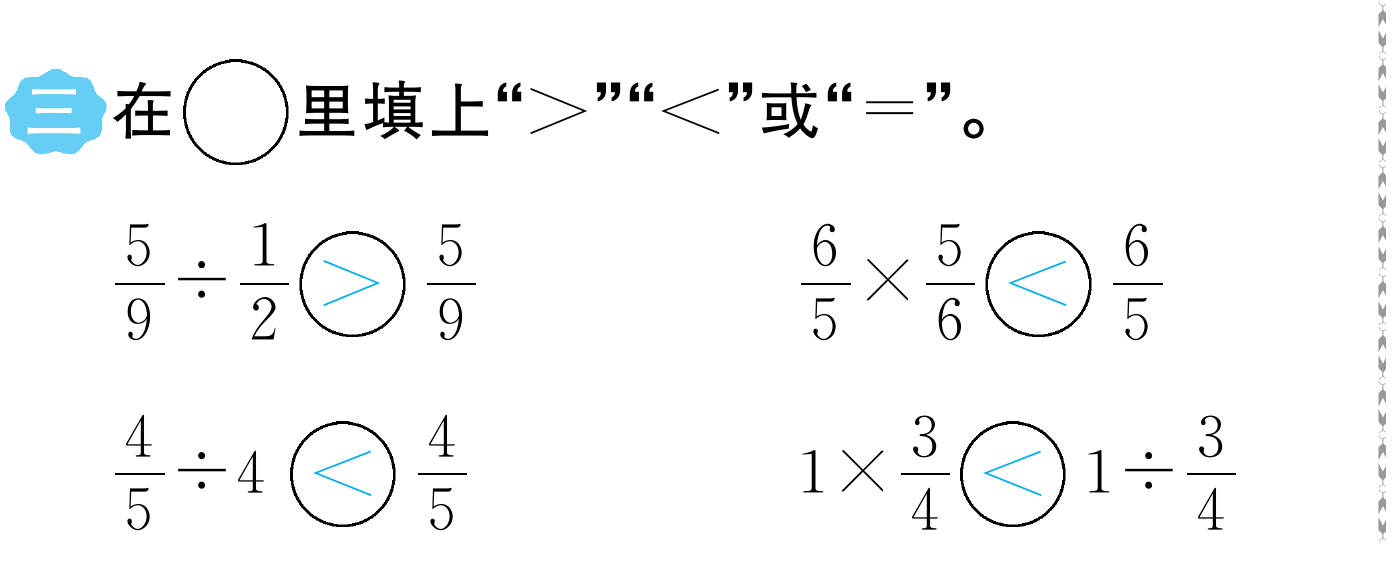 三 在○里填上“>”“<”或“=”。
5/9 ÷ 1/2 > 5/9   6/5 × 5/6 < 6/5
4/5 ÷ 4 < 4/5   1 × 3/4 < 1 ÷ 3/4